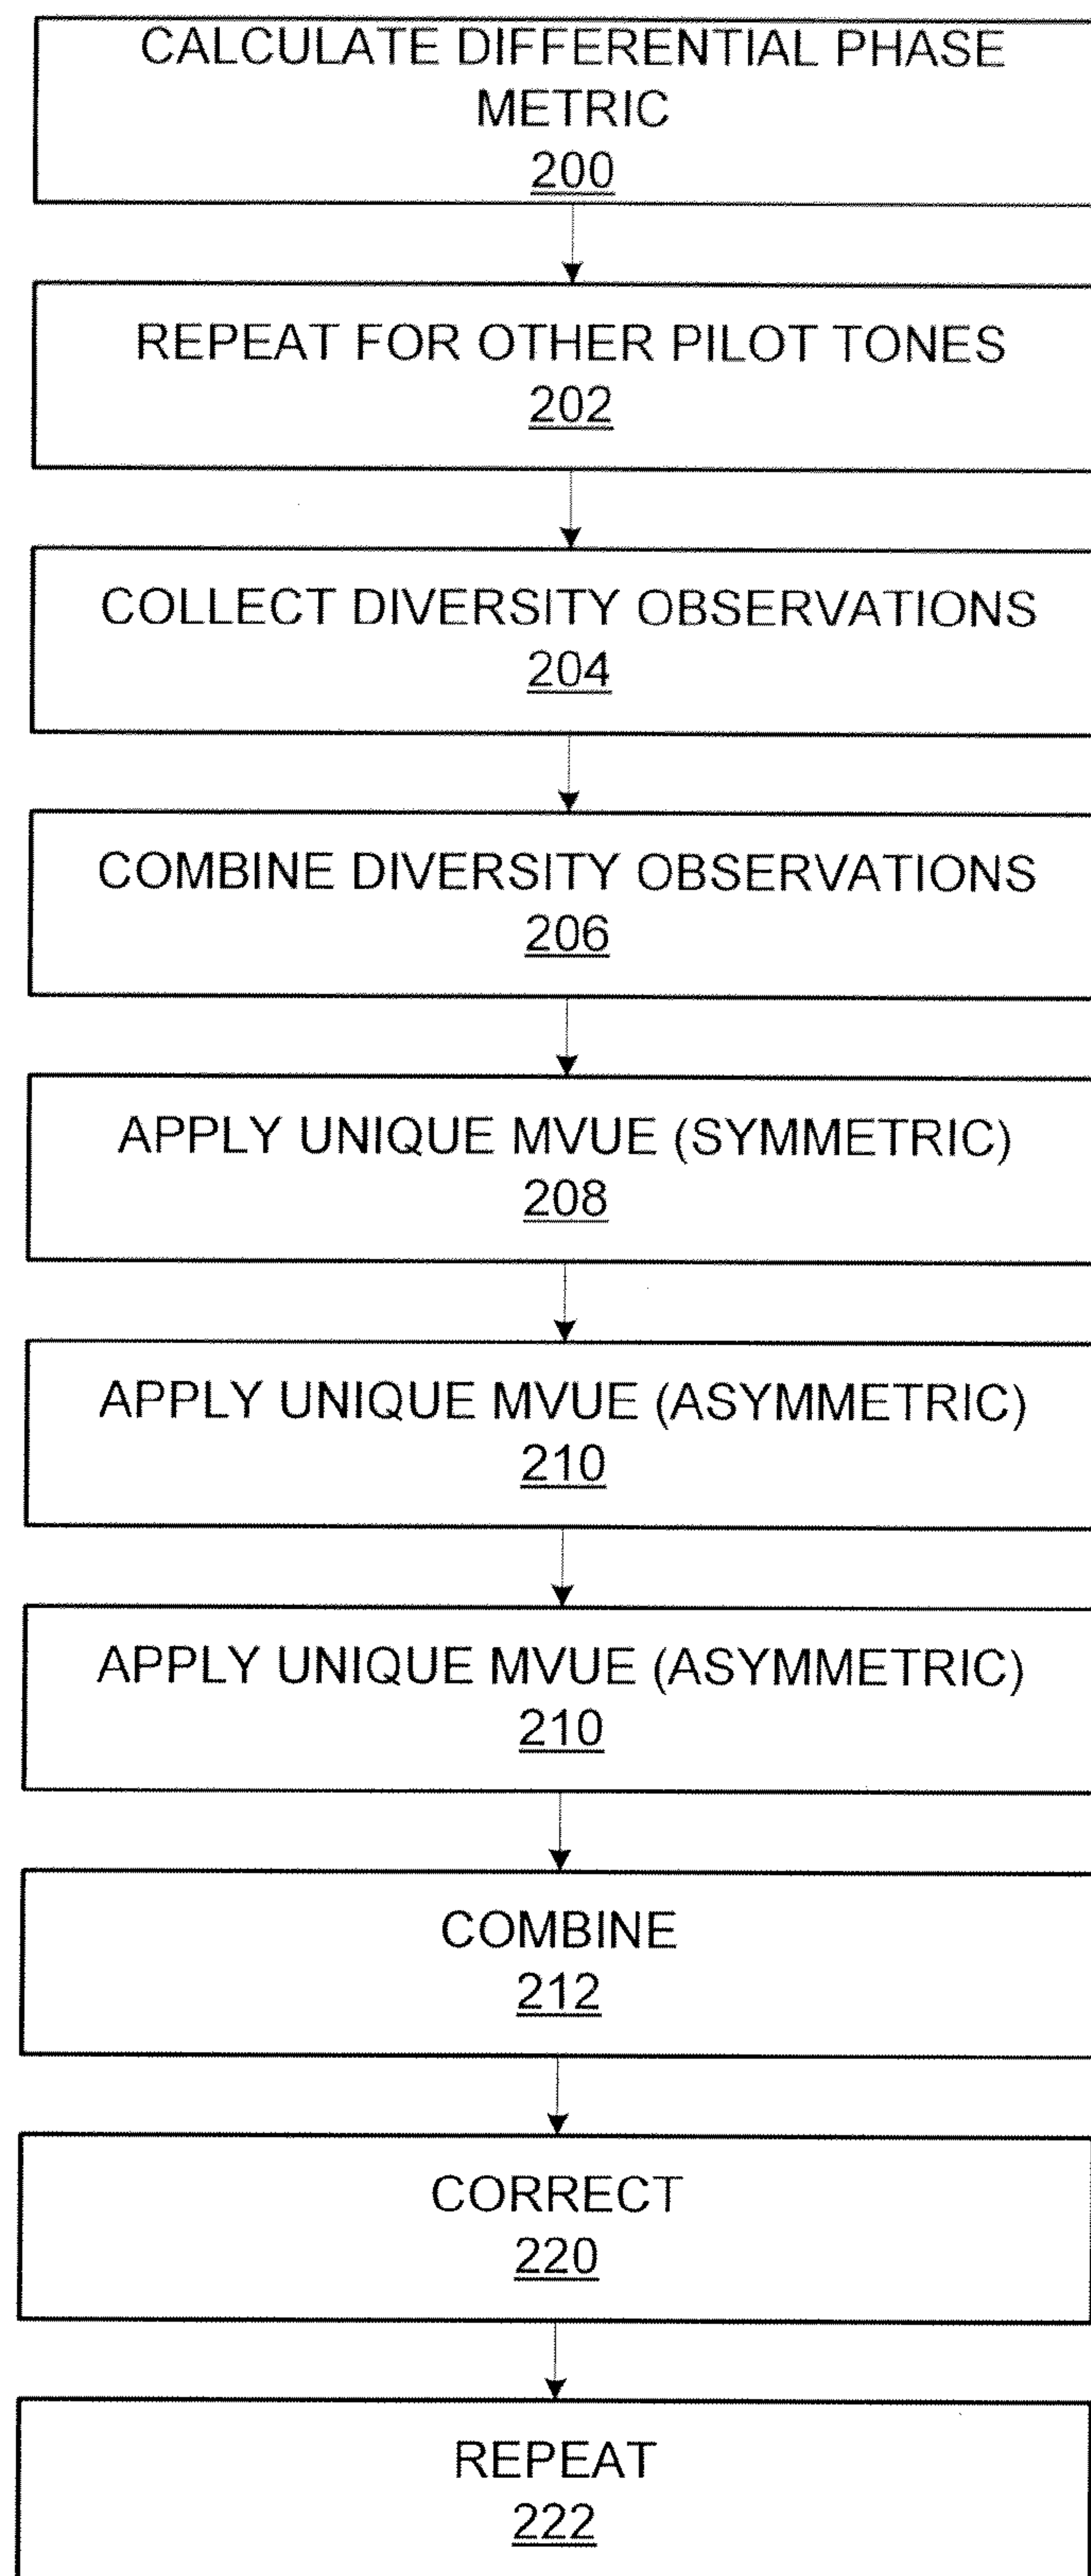 CALCULATE DIFFERENTIAL PHASE
METRIC
200
REPEAT FOR OTHER PILOT TONES
202
COLLECT DIVERSITY OBSERVATIONS
204
COMBINE DIVERSITY OBSERVATIONS
206
APPLY UNIQUE MVUE (SYMMETRIC)
208
APPLY UNIQUE MVUE (ASYMMETRIC)
210
APPLY UNIQUE MVUE (ASYMMETRIC)
210
COMBINE
212
CORRECT
220
REPEAT
222